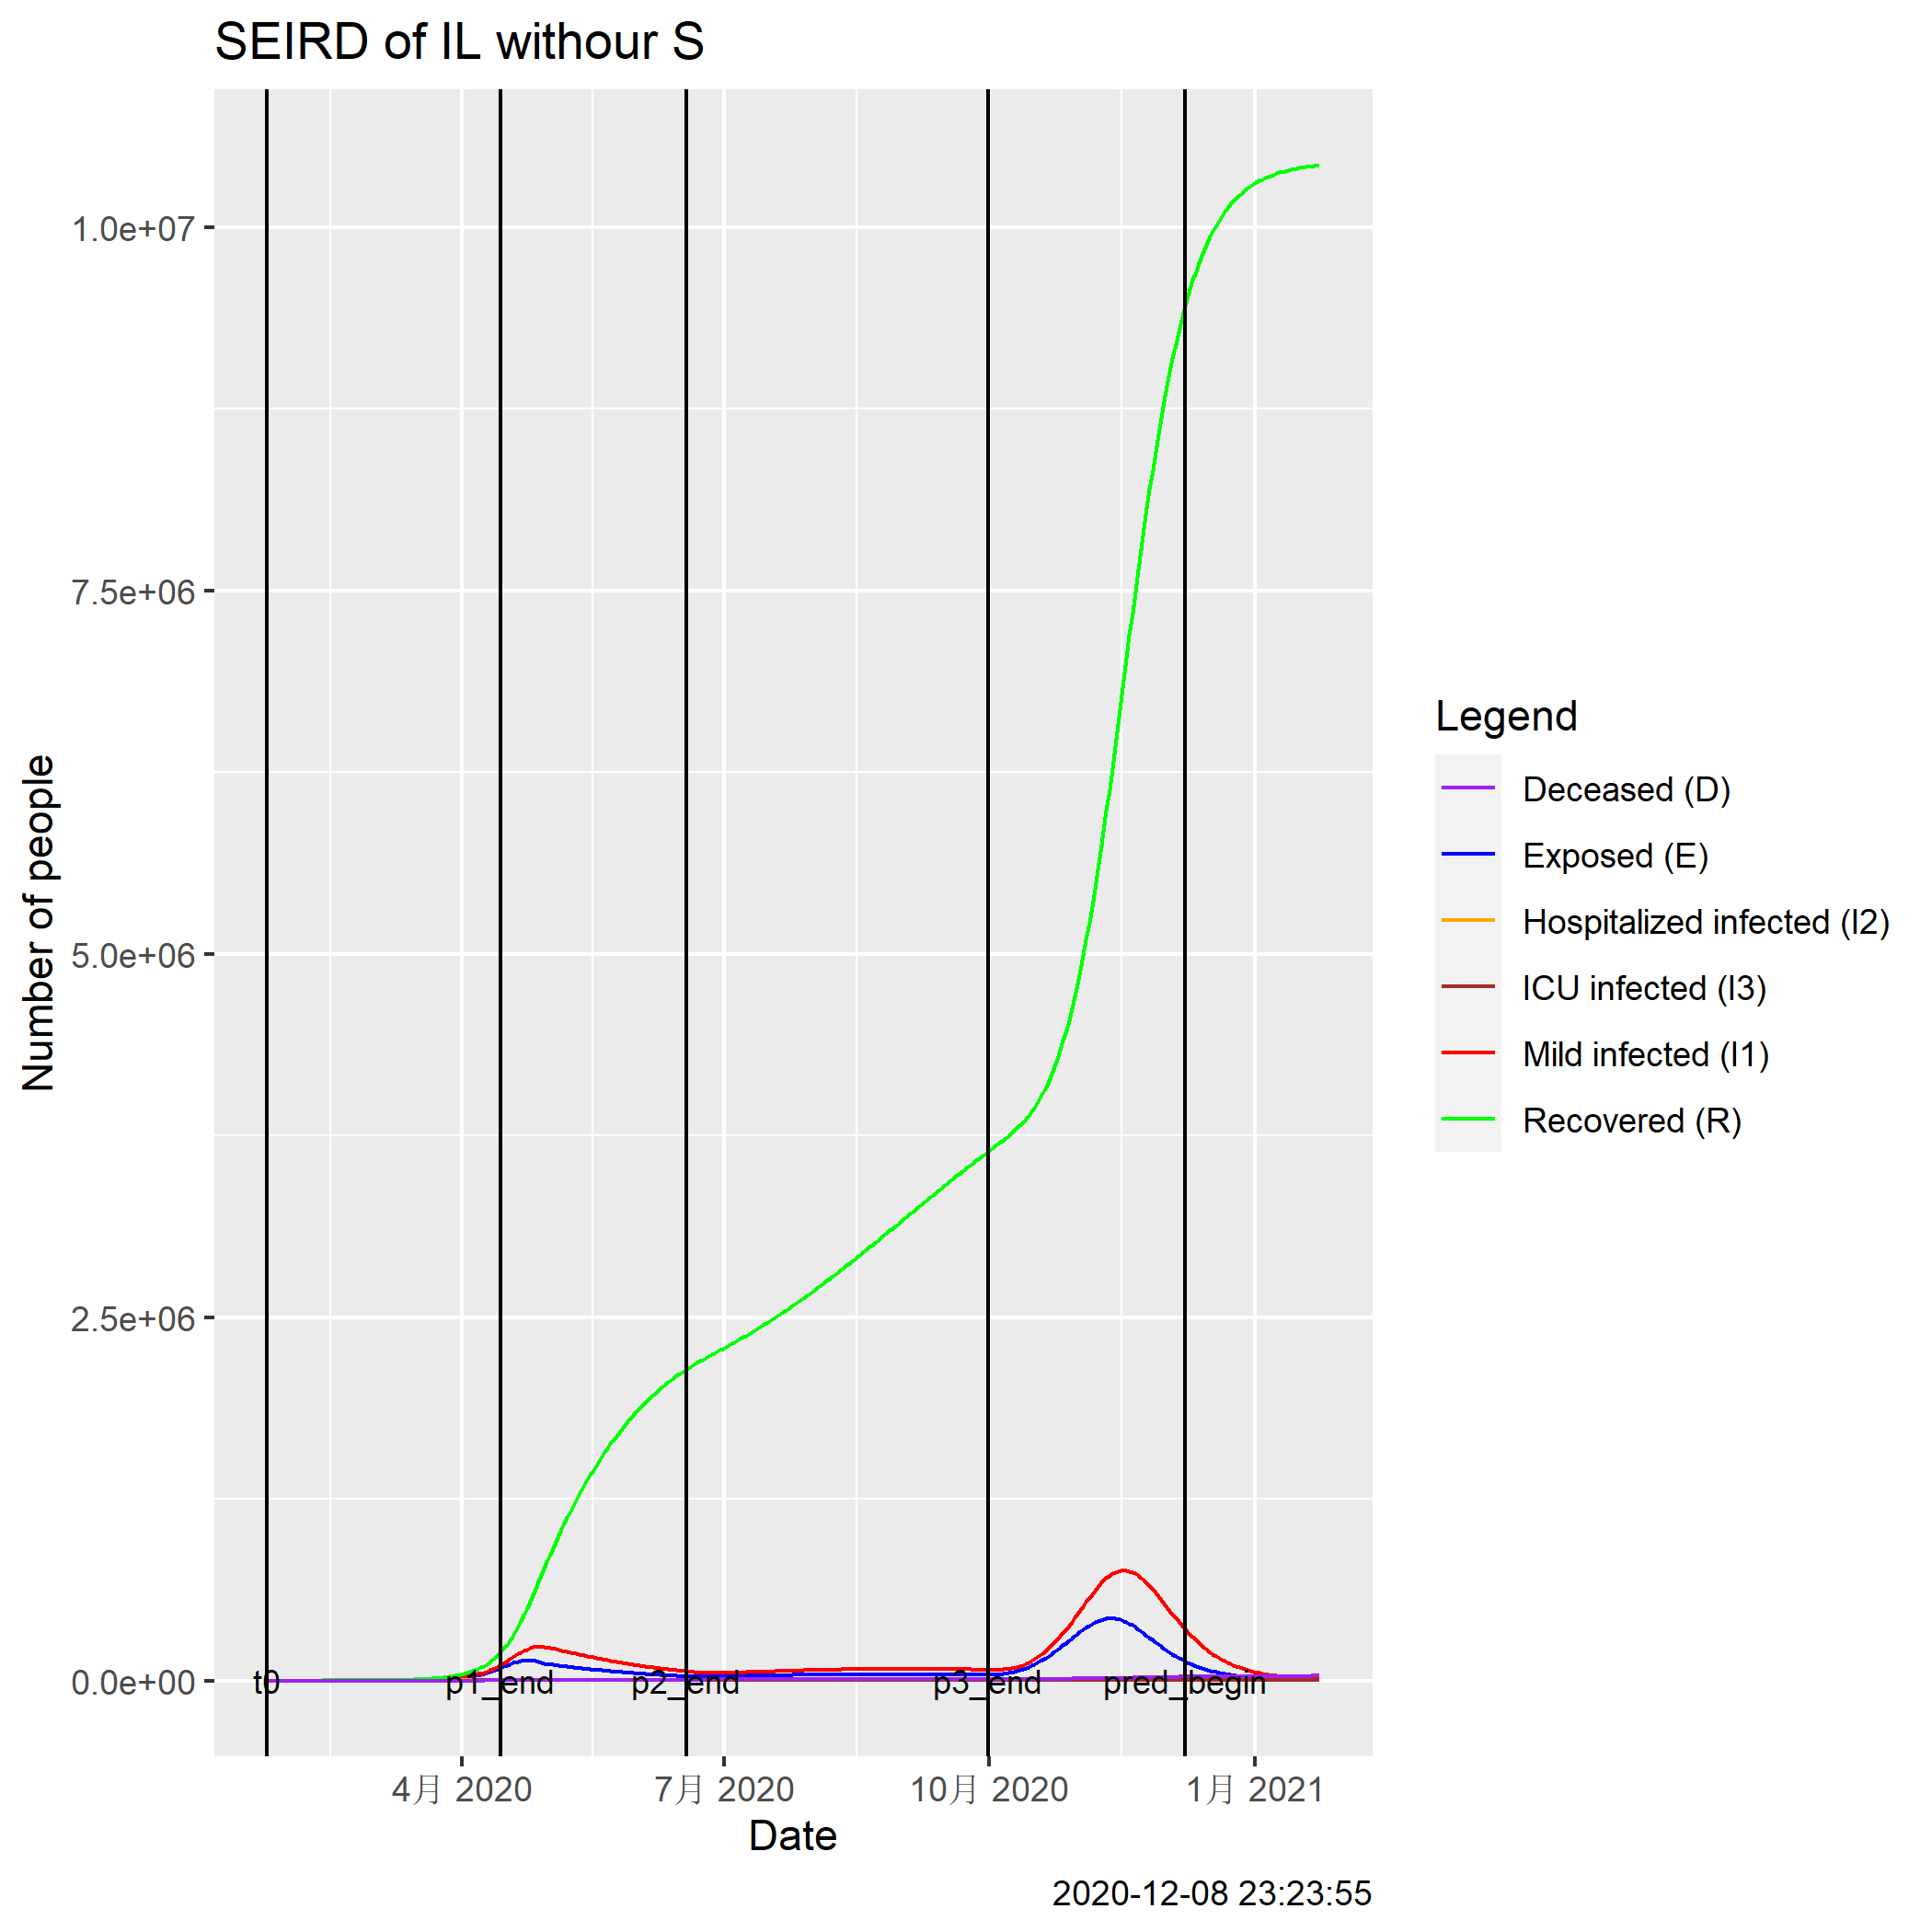 SEIRD of IL withour S
Number of people
1.0e+07
7.5e+06
5.0e+06
2.5e+06
0.0e+00
t0
p1_end
p2_end
p3_end
pred_begin
4月 2020
7月 2020
10月 2020
1月 2021
Date
Legend
Deceased (D)
Exposed (E)
Hospitalized infected (I2)
ICU infected (I3)
Mild infected (I1)
Recovered (R)
2020-12-08 23:23:55